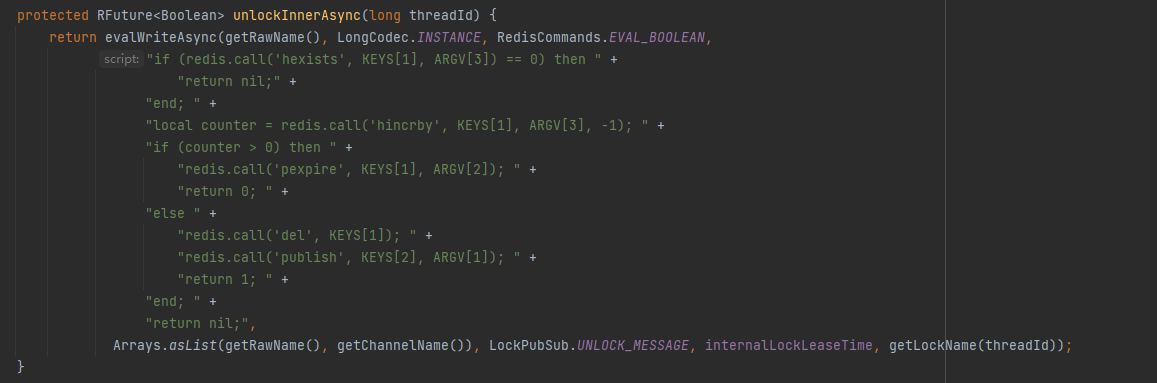 protected RFuture<Boolean> unlockInnerAsync(long threadId) {
    return evalWriteAsync(getRawName(), LongCodec.INSTANCE, RedisCommands.EVAL_BOOLEAN,
            script: "if (redis.call('hexists', KEYS[1], ARGV[3]) == 0) then " +
                    "return nil;" +
                "end; " +
                "local counter = redis.call('hincrby', KEYS[1], ARGV[3], -1); " +
                "if (counter > 0) then " +
                    "redis.call('pexpire', KEYS[1], ARGV[2]); " +
                    "return 0; " +
                "else " +
                    "redis.call('del', KEYS[1]); " +
                    "redis.call('publish', KEYS[2], ARGV[1]); " +
                    "return 1; " +
                "end; " +
                "return nil;",
            Arrays.asList(getRawName(), getChannelName()), LockPubSub.UNLOCK_MESSAGE, internalLockLeaseTime, getLockName(threadId));
}